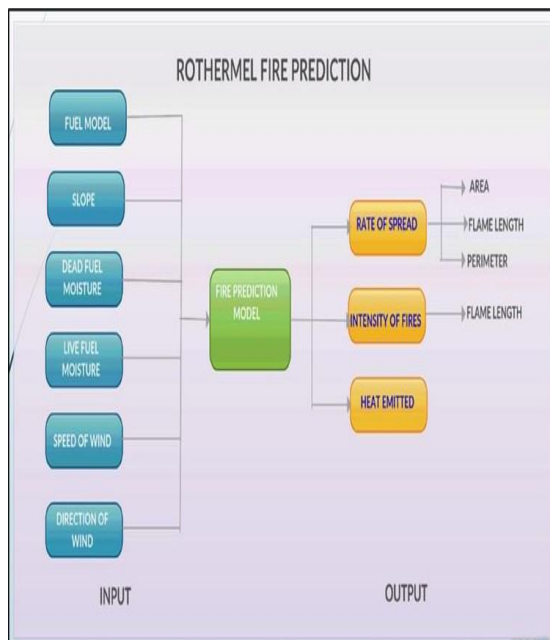 ROTHERMEL FIRE PREDICTION
FUEL MODEL
SLOPE
DEAD FUEL
MOISTURE
LIVE FUEL
MOISTURE
SPEED OF WIND
DIRECTION OF
WIND
INPUT
FIRE PREDICTION
MODEL
RATE OF SPREAD
AREA
FLAME LENGTH
PERIMETER
INTENSITY OF FIRES
FLAME LENGTH
HEAT EMITTED
OUTPUT